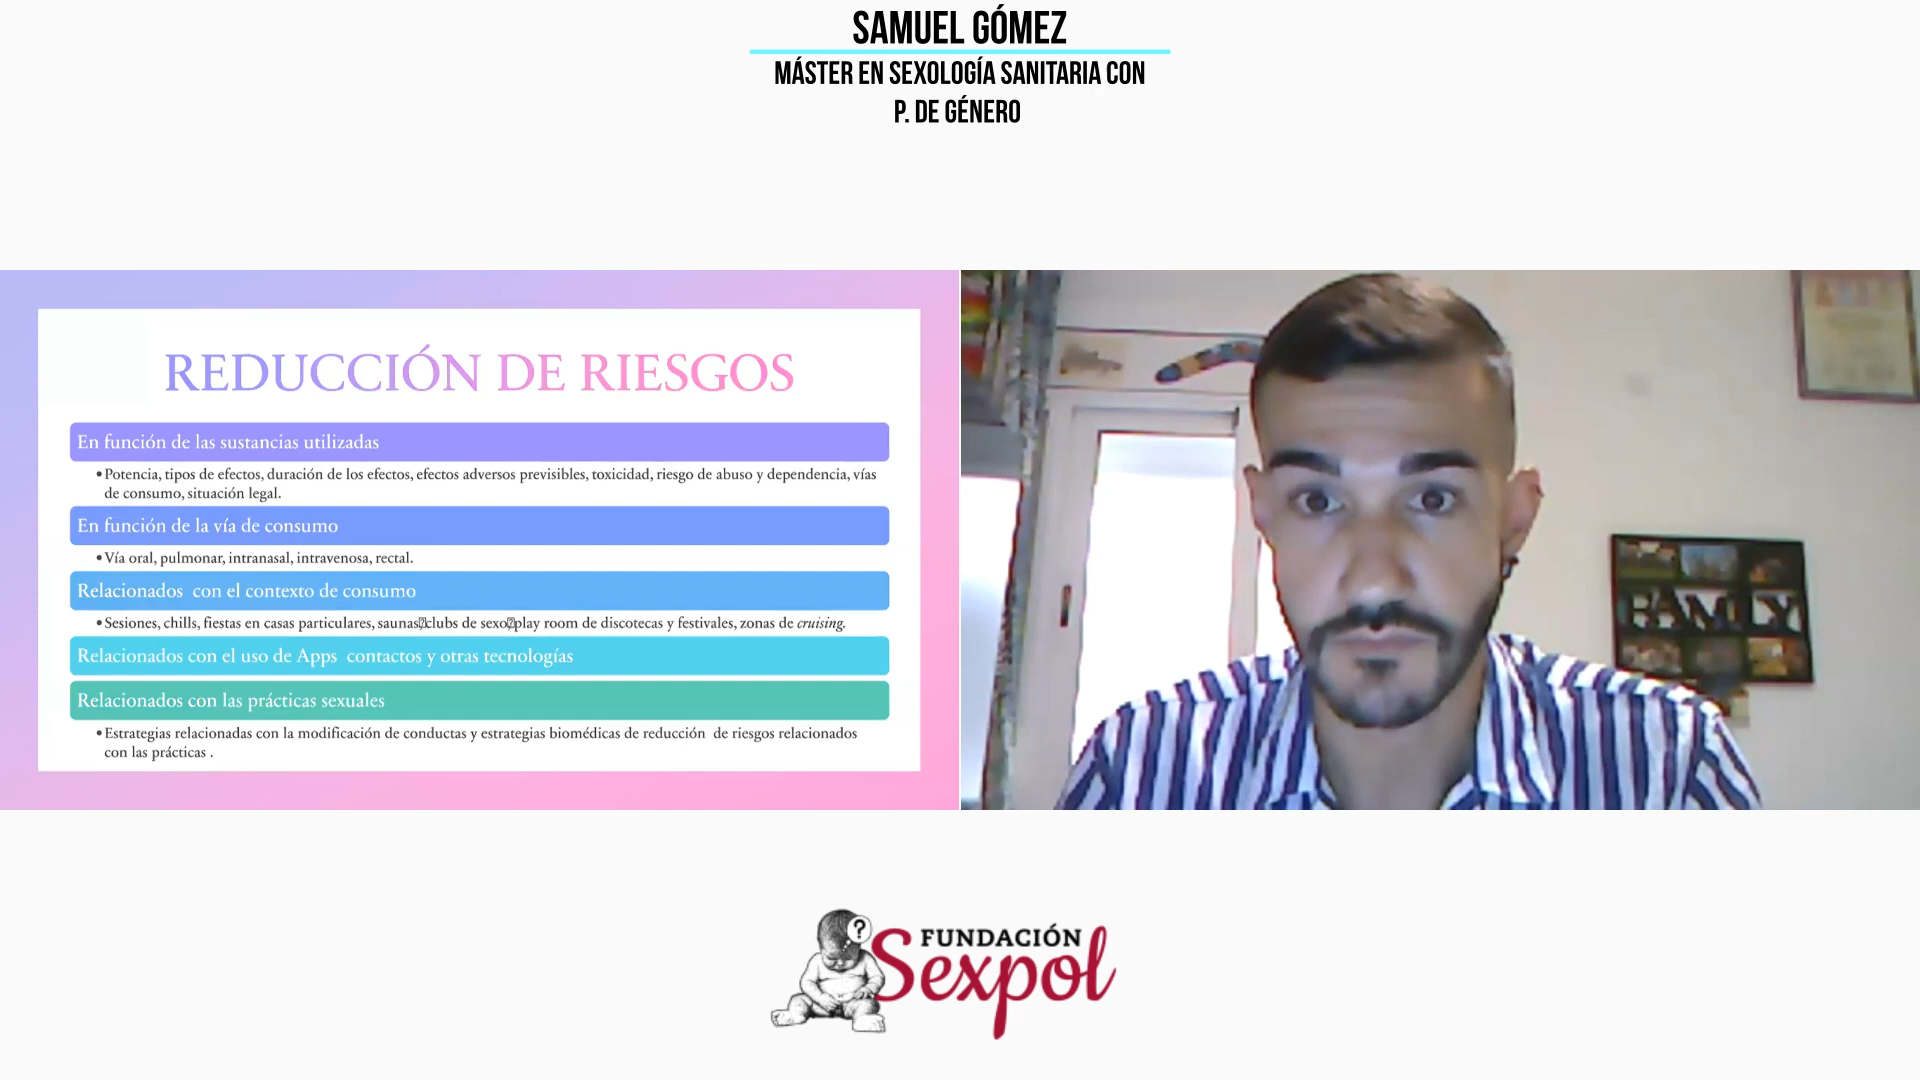 SAMUEL GÓMEZ
MÁSTER EN SEXOLOGÍA SANITARIA CON
P. DE GÉNERO
REDUCCIÓN DE RIESGOS
En función de las sustancias utilizadas
•Potencia, tipos de efectos, duración de los efectos, efectos adversos previsibles, toxicidad, riesgo de abuso y dependencia, vías
de consumo, situación legal.
En función de la vía de consumo
•Vía oral, pulmonar, intranasal, intravenosa, rectal.
Relacionados con el contexto de consumo
•Sesiones, chills, fiestas en casas particulares, saunas clubs de sexo play room de discotecas y festivales, zonas de cruising.
Relacionados con el uso de Apps contactos y otras tecnologías
Relacionados con las prácticas sexuales
•Estrategias relacionadas con la modificación de conductas y estrategias biomédicas de reducción de riesgos relacionados
con las prácticas .
FAMILY
?
FUNDACIÓN
Sexpol